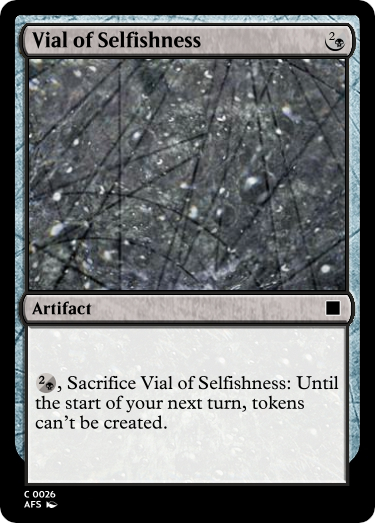 Vial of Selfishness
Artifact
2, Sacrifice Vial of Selfishness: Until
the start of your next turn, tokens
can't be created.
C 0026
AFS